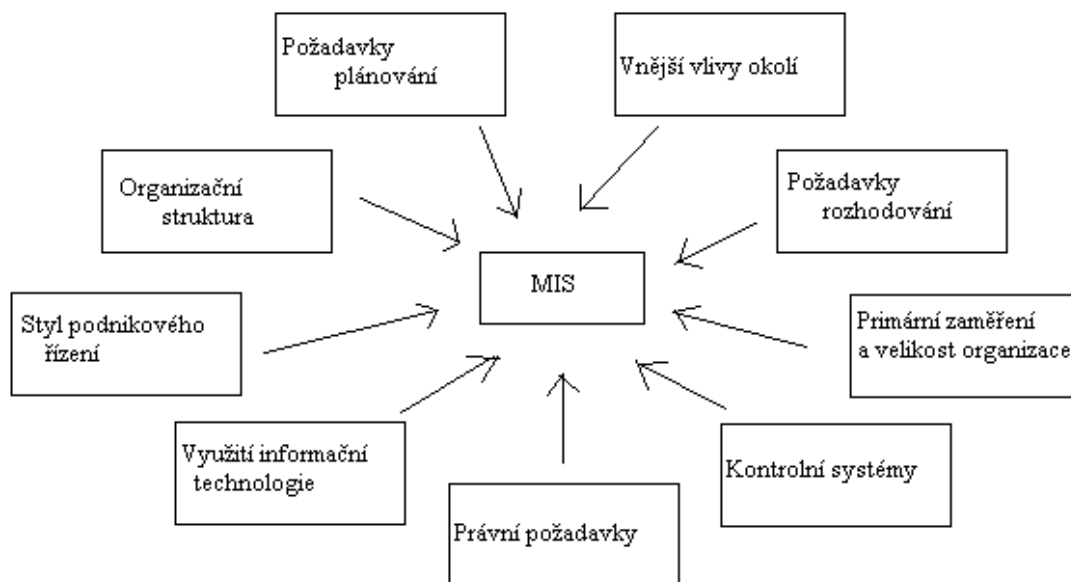 Požadavky
plánování
Vnější vlivy okolí
Organizační
struktura
Požadavky
rozhodování
MIS
Styl podnikového
řízení
Primární zaměření
a velikost organizace
Využití informační
technologie
Kontrolní systémy
Právní požadavky